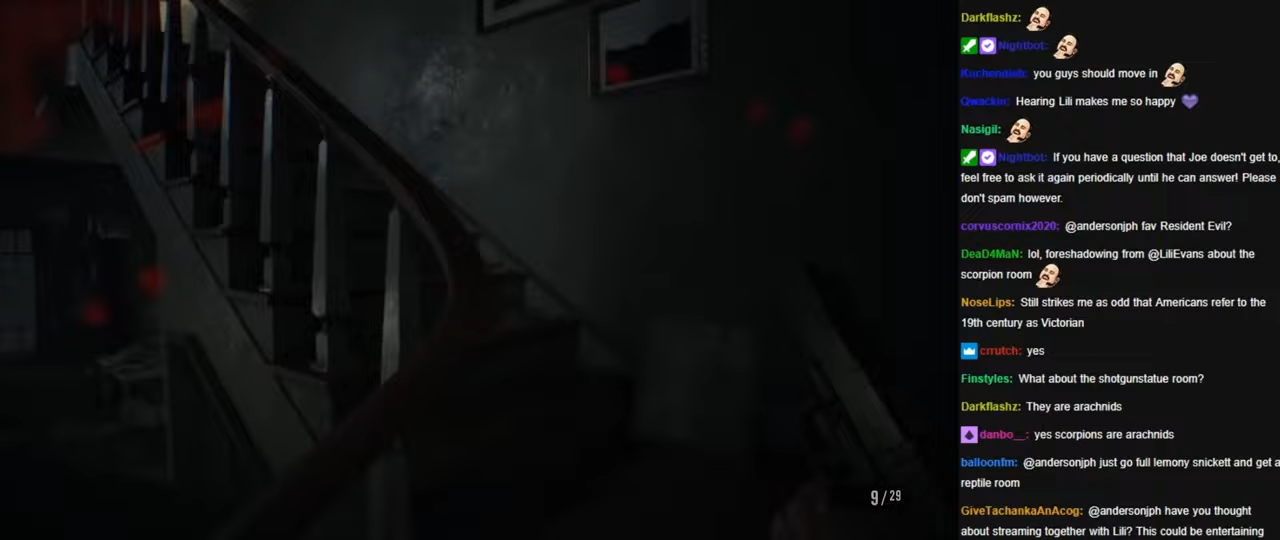 Darkflashz:
Nightbot:
Kuchendieb: you guys should move in
Qwackin: Hearing Lili makes me so happy
Nasigil:
Nightbot: If you have a question that Joe doesn't get to,
feel free to ask it again periodically until he can answer! Please
don't spam however.
corvuscornix2020: @andersonjph fav Resident Evil?
DeaD4MaN: lol, foreshadowing from @LiliEvans about the
scorpion room
NoseLips: Still strikes me as odd that Americans refer to the
19th century as Victorian
crrutch: yes
Finstyles: What about the shotgunstatue room?
Darkflashz: They are arachnids
danbo__: yes scorpions are arachnids
balloonfm: @andersonjph just go full lemony snickett and get a
reptile room
GiveTachankaAnAcog: @andersonjph have you thought
about streaming together with Lili? This could be entertaining
9/29